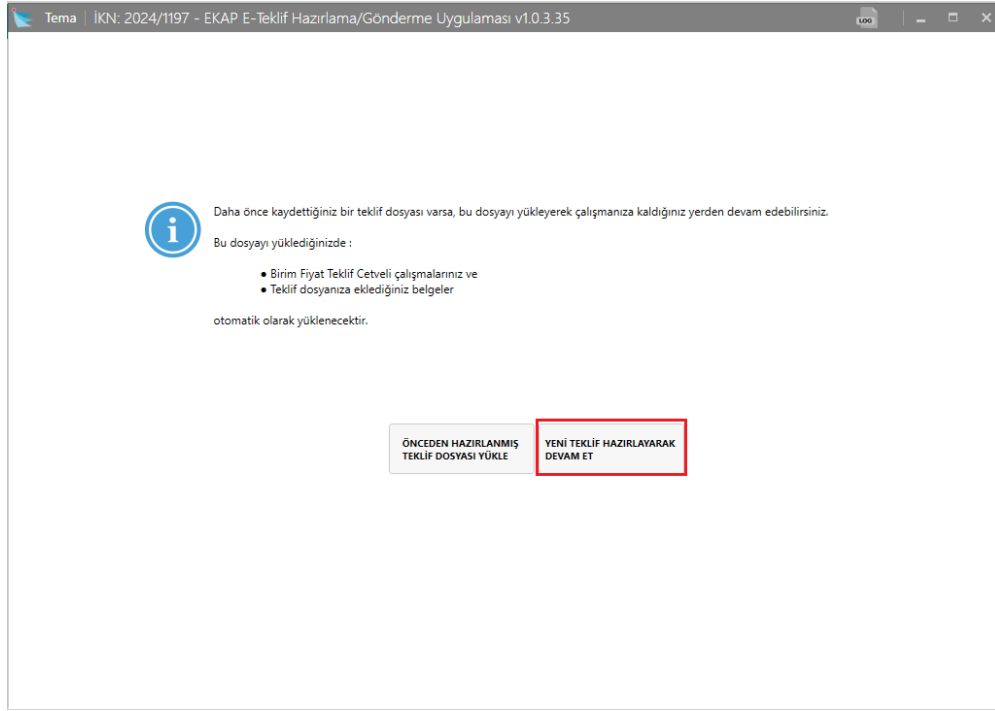 Tema İKN: 2024/1197 - EKAP E-Teklif Hazırlama/Gönderme Uygulaması v1.0.3.35
LOG
Daha önce kaydettiğiniz bir teklif dosyası varsa, bu dosyayı yükleyerek çalışmanıza kaldığınız yerden devam edebilirsiniz.
Bu dosyayı yüklediğinizde :
● Birim Fiyat Teklif Cetveli çalışmalarınız ve
● Teklif dosyanıza eklediğiniz belgeler
otomatik olarak yüklenecektir.
ÖNCEDEN HAZIRLANMIŞ
TEKLİF DOSYASI YÜKLE
YENİ TEKLİF HAZIRLAYARAK
DEVAM ET